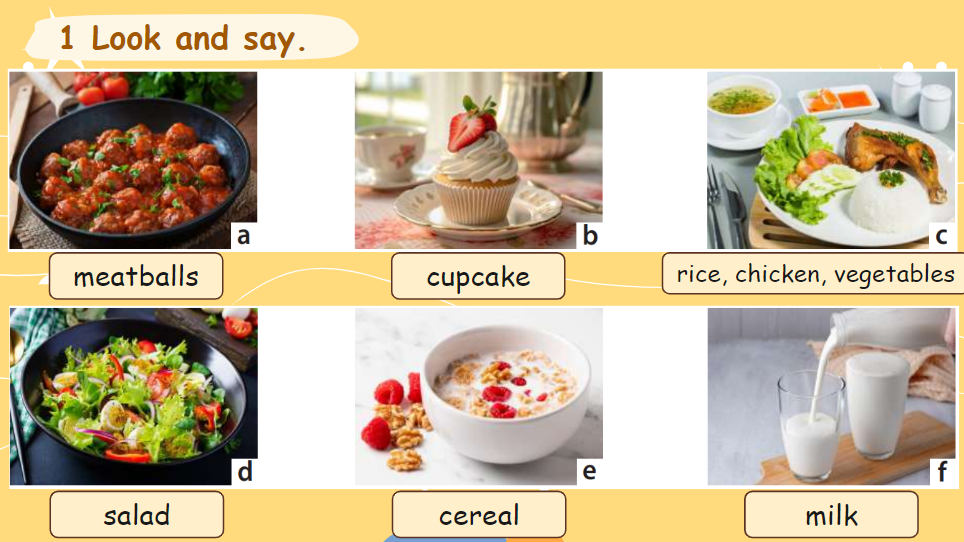 1 Look and say.
a
b
c
meatballs
cupcake
rice, chicken, vegetables
d
e
f
salad
cereal
milk